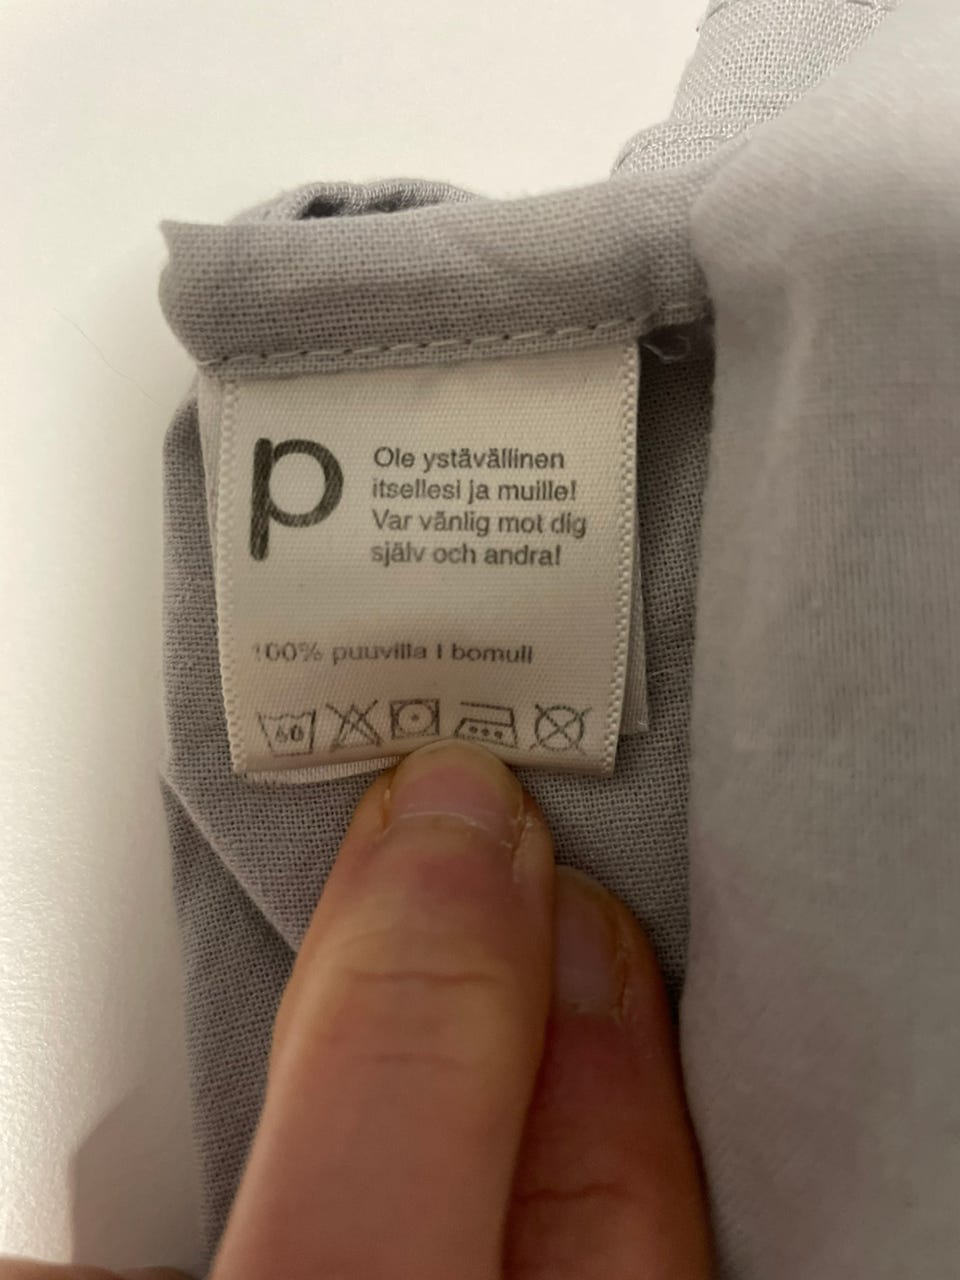 p
Ole ystävällinen
itsellesi ja muille!
Var vänlig mot dig
själv och andra!
100% puuvilla | bomull
60